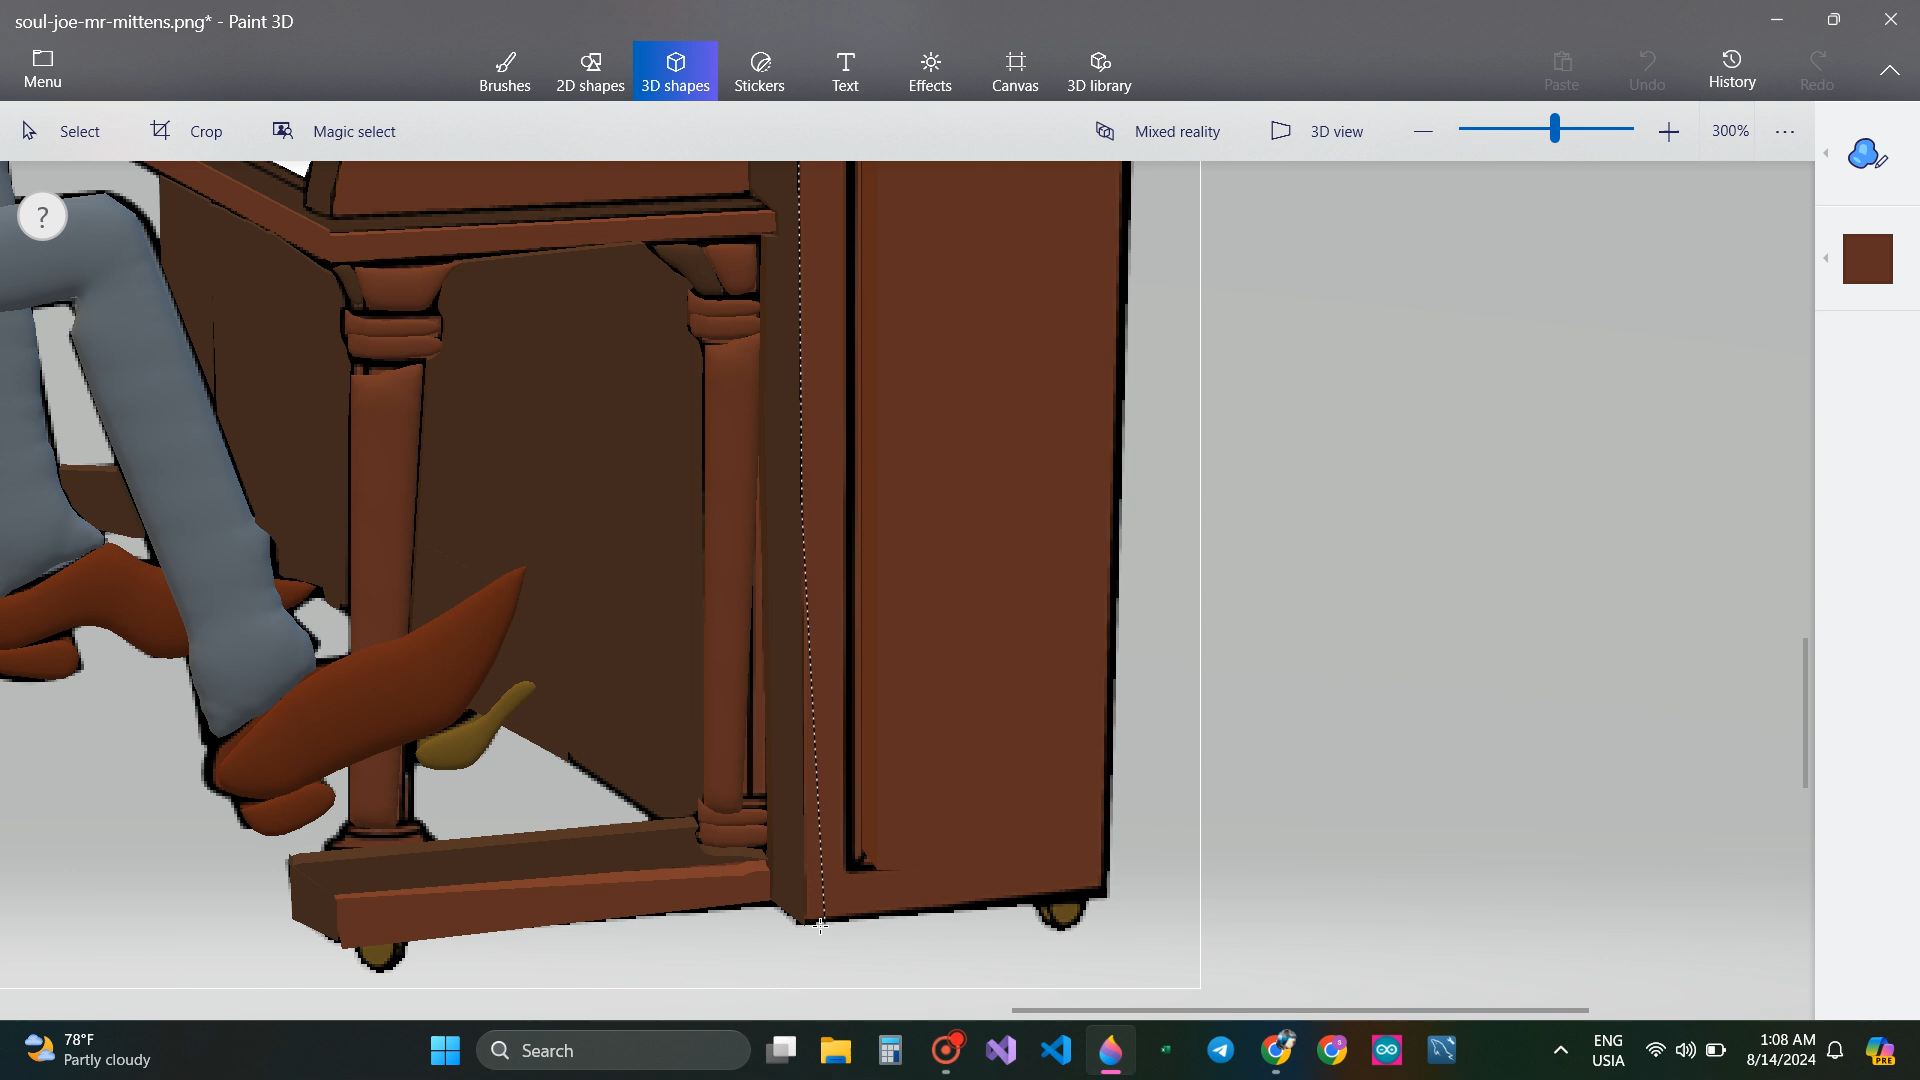 soul-joe-mr-mittens.png* - Paint 3D
Menu
Brushes
2D shapes
3D shapes
Stickers
Text
Effects
Canvas
3D library
Paste
Undo
History
Redo
Select
Crop
Magic select
Mixed reality
3D view
300%
?
78°F
Partly cloudy
Search
ENG
USIA
1:08 AM
8/14/2024
PRE